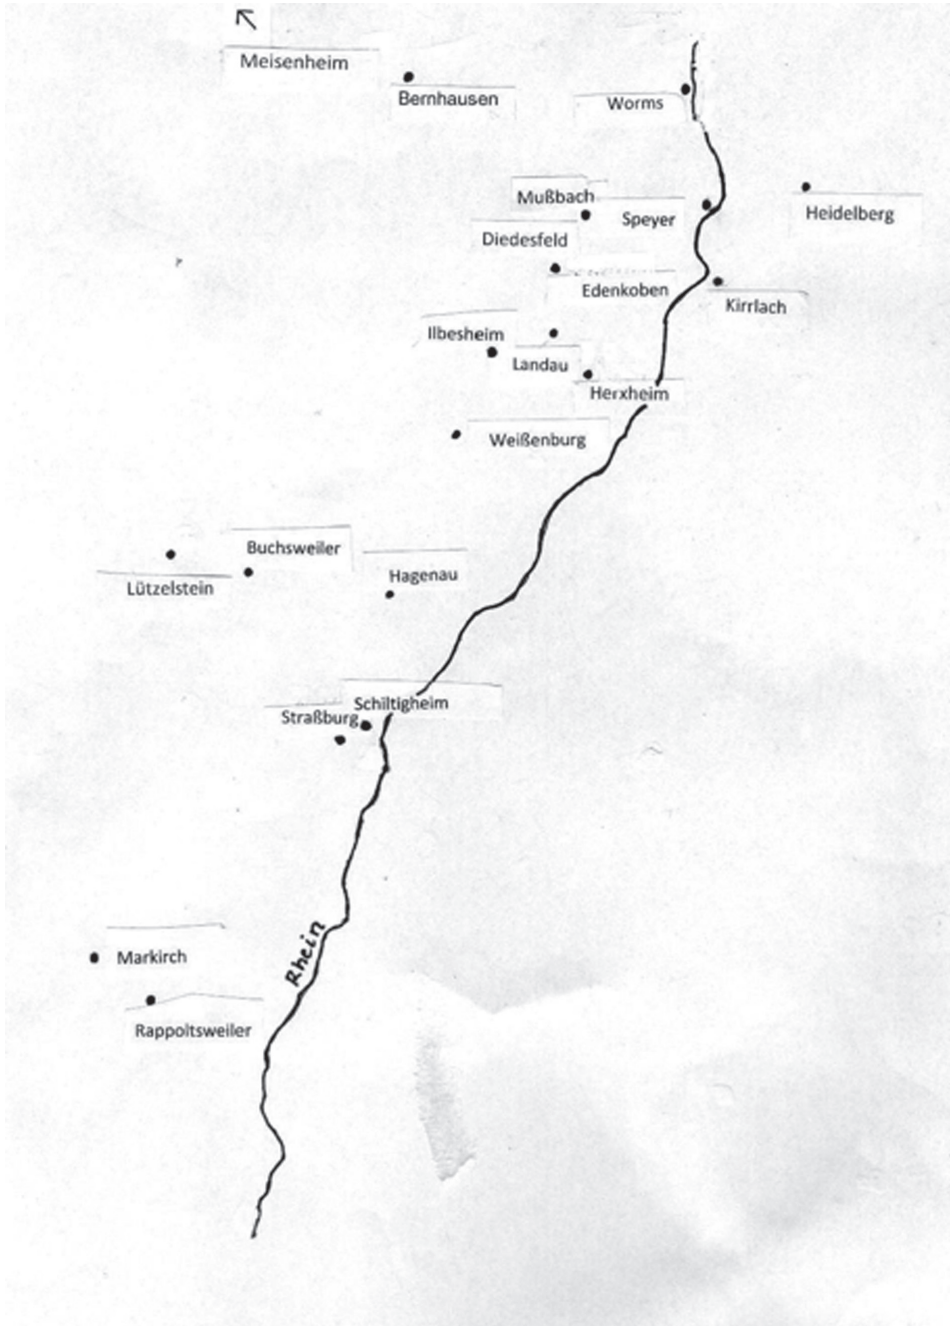 Meisenheim
Bernhausen
Worms
Mußbach
Speyer
Heidelberg
Diedesfeld
Edenkoben
Kirrlach
Ilbesheim
Landau
Herxheim
Weißenburg
Buchsweiler
Hagenau
Lützelstein
Schiltigheim
Straßburg
Rhein
Markirch
Rappoltsweiler